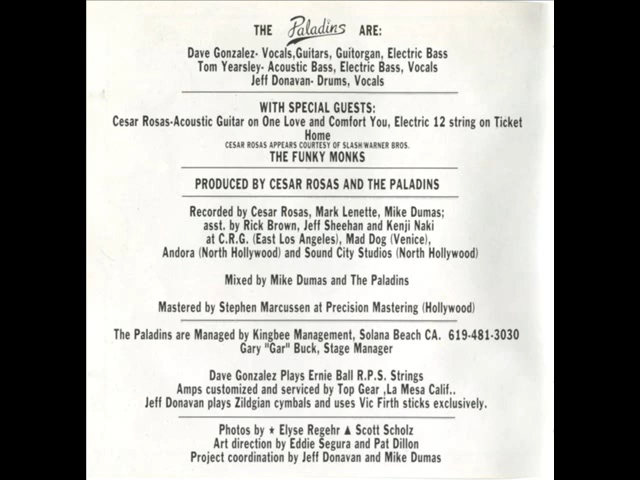 THE Paladins ARE:
Dave Gonzalez- Vocals,Guitars, Guitorgan, Electric Bass
Tom Yearsley- Acoustic Bass, Electric Bass, Vocals
Jeff Donavan- Drums, Vocals
WITH SPECIAL GUESTS:
Cesar Rosas-Acoustic Guitar on One Love and Comfort You, Electric 12 string on Ticket
Home
CESAR ROSAS APPEARS COURTESY OF SLASH/WARNER BROS.
THE FUNKY MONKS
PRODUCED BY CESAR ROSAS AND THE PALADINS
Recorded by Cesar Rosas, Mark Lenette, Mike Dumas;
asst. by Rick Brown, Jeff Sheehan and Kenji Naki
at C.R.G. (East Los Angeles), Mad Dog (Venice),
Andora (North Hollywood) and Sound City Studios (North Hollywood)
Mixed by Mike Dumas and The Paladins
Mastered by Stephen Marcussen at Precision Mastering (Hollywood)
The Paladins are Managed by Kingbee Management, Solana Beach CA. 619-481-3030
Gary "Gar" Buck, Stage Manager
Dave Gonzalez Plays Ernie Ball R.P.S. Strings
Amps customized and serviced by Top Gear ,La Mesa Calif..
Jeff Donavan plays Zildgian cymbals and uses Vic Firth sticks exclusively.
Photos by ★ Elyse Regehr ▲ Scott Scholz
Art direction by Eddie Segura and Pat Dillon
Project coordination by Jeff Donavan and Mike Dumas